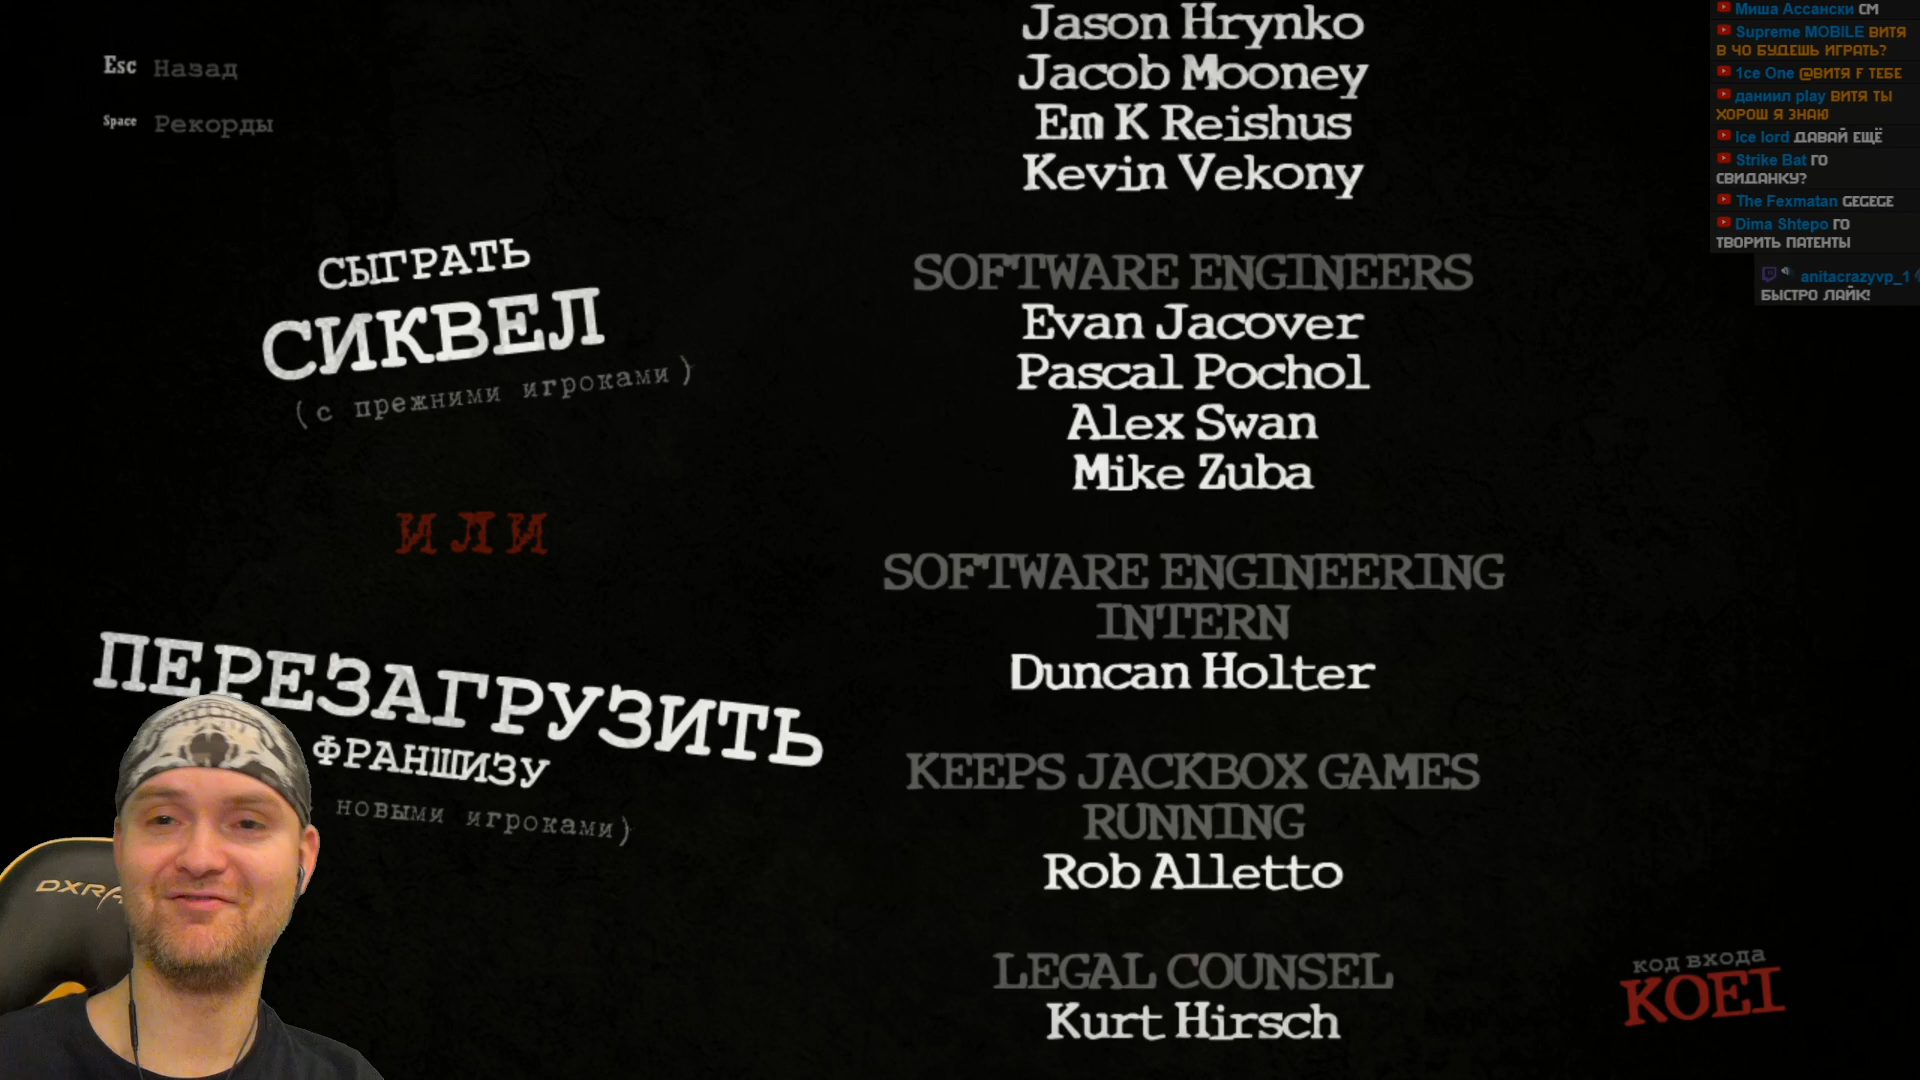 Esc Назад
Space Рекорды
СЫГРАТЬ
СИКВЕЛ
(с прежними игроками)
ИЛИ
ПЕРЕЗАГРУЗИТЬ
ФРАНШИЗУ
новыми игроками)
Jason Hrynko
Jacob Mooney
Em K Reishus
Kevin Vekony
SOFTWARE ENGINEERS
Evan Jacover
Pascal Pochol
Alex Swan
Mike Zuba
SOFTWARE ENGINEERING
INTERN
Duncan Holter
KEEPS JACKBOX GAMES
RUNNING
Rob Alletto
LEGAL COUNSEL
Kurt Hirsch
Миша Ассански СМ
Supreme MOBILE ВИТЯ
В ЧО БУДЕШЬ ИГРАТЬ?
1ce One @ВИТЯ F ТЕБЕ
даниил play ВИТЯ ТЫ
ХОРОШ Я ЗНАЮ
Ice lord ДАВАЙ ЕЩЁ
Strike Bat ГО
СВИДАНКУ?
The Fexmatan GEGEGE
Dima Shtepo ГО
ТВОРИТЬ ПАТЕНТЫ
anitacrazyvp_1
БЫСТРО ЛАЙК!
код входа
KOEI